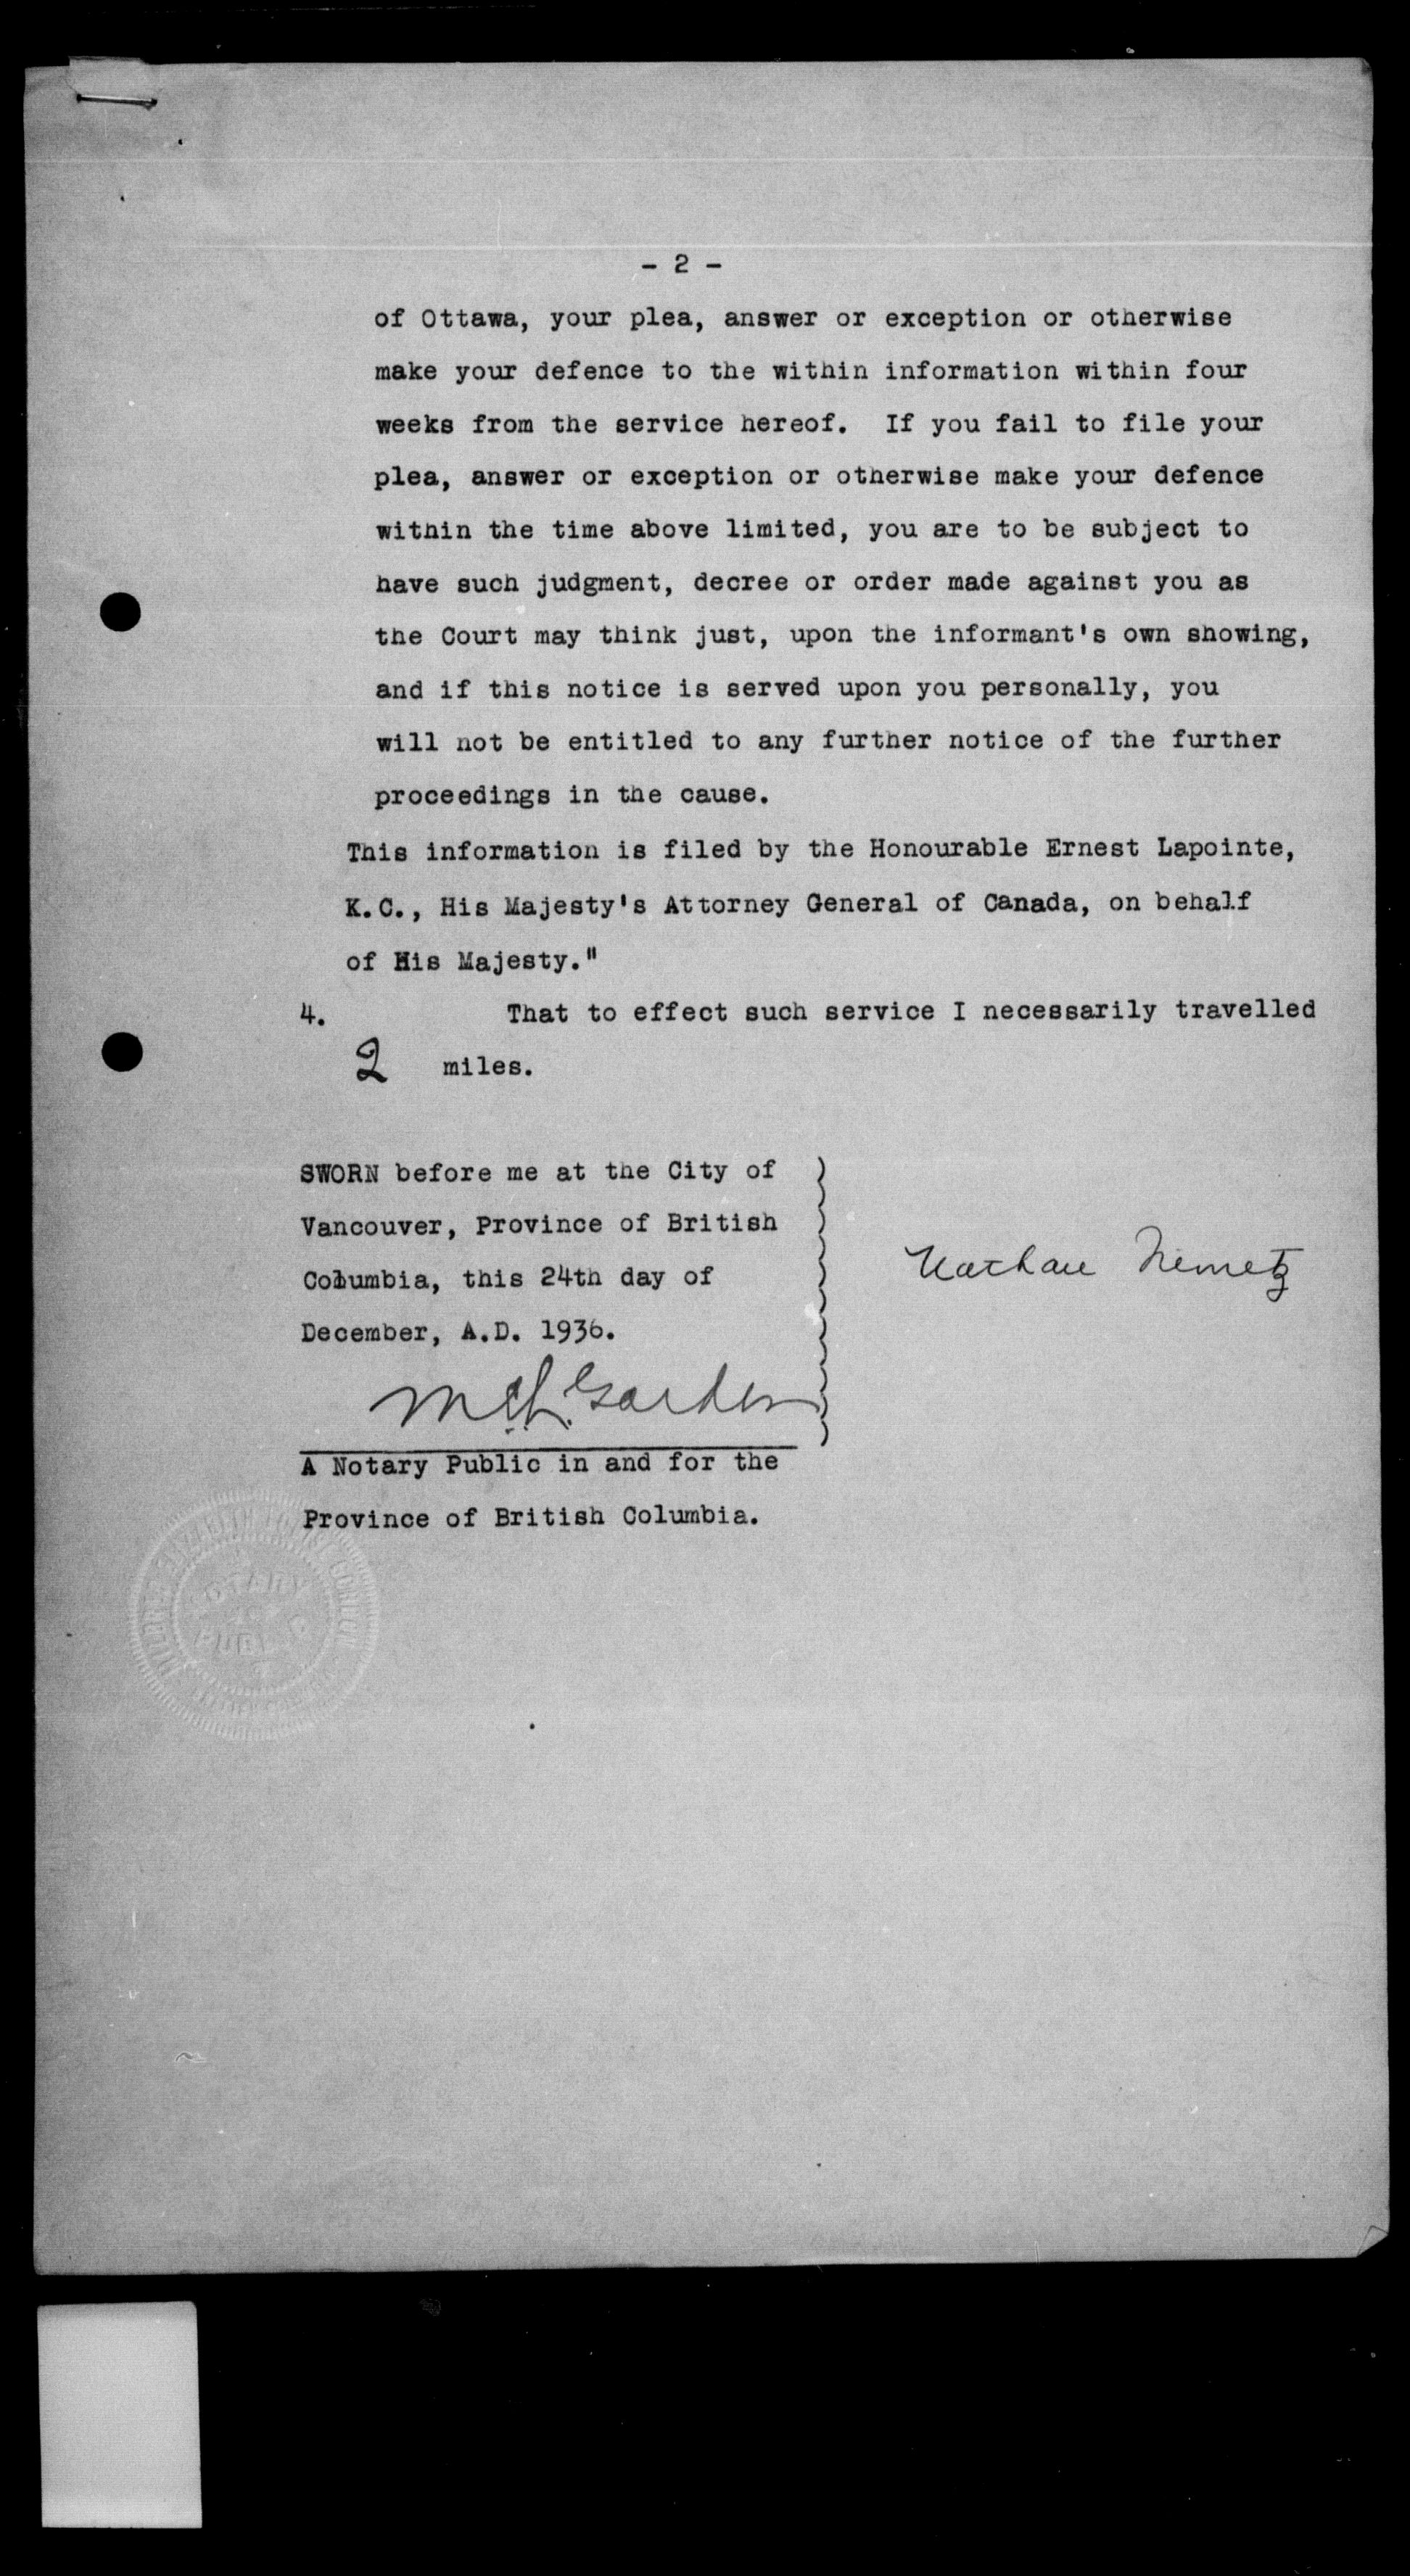 - 2 -
of Ottawa, your plea, answer or exception or otherwise
make your defence to the within information within four
weeks from the service hereof. If you fail to file your
plea, answer or exception or otherwise make your defence
within the time above limited, you are to be subject to
have such judgment, decree or order made against you as
the Court may think just, upon the informant's own showing,
and if this notice is served upon you personally, you
will not be entitled to any further notice of the further
proceedings in the cause.
This information is filed by the Honourable Ernest Lapointe,
K.C., His Majesty's Attorney General of Canada, on behalf
of His Majesty."
4. That to effect such service I necessarily travelled
2 miles.
SWORN before me at the City of
Vancouver, Province of British
Columbia, this 24th day of
December, A.D. 1936.
Nathan Nemetz
A Notary Public in and for the
Province of British Columbia.
NOTARY
PUBLIC